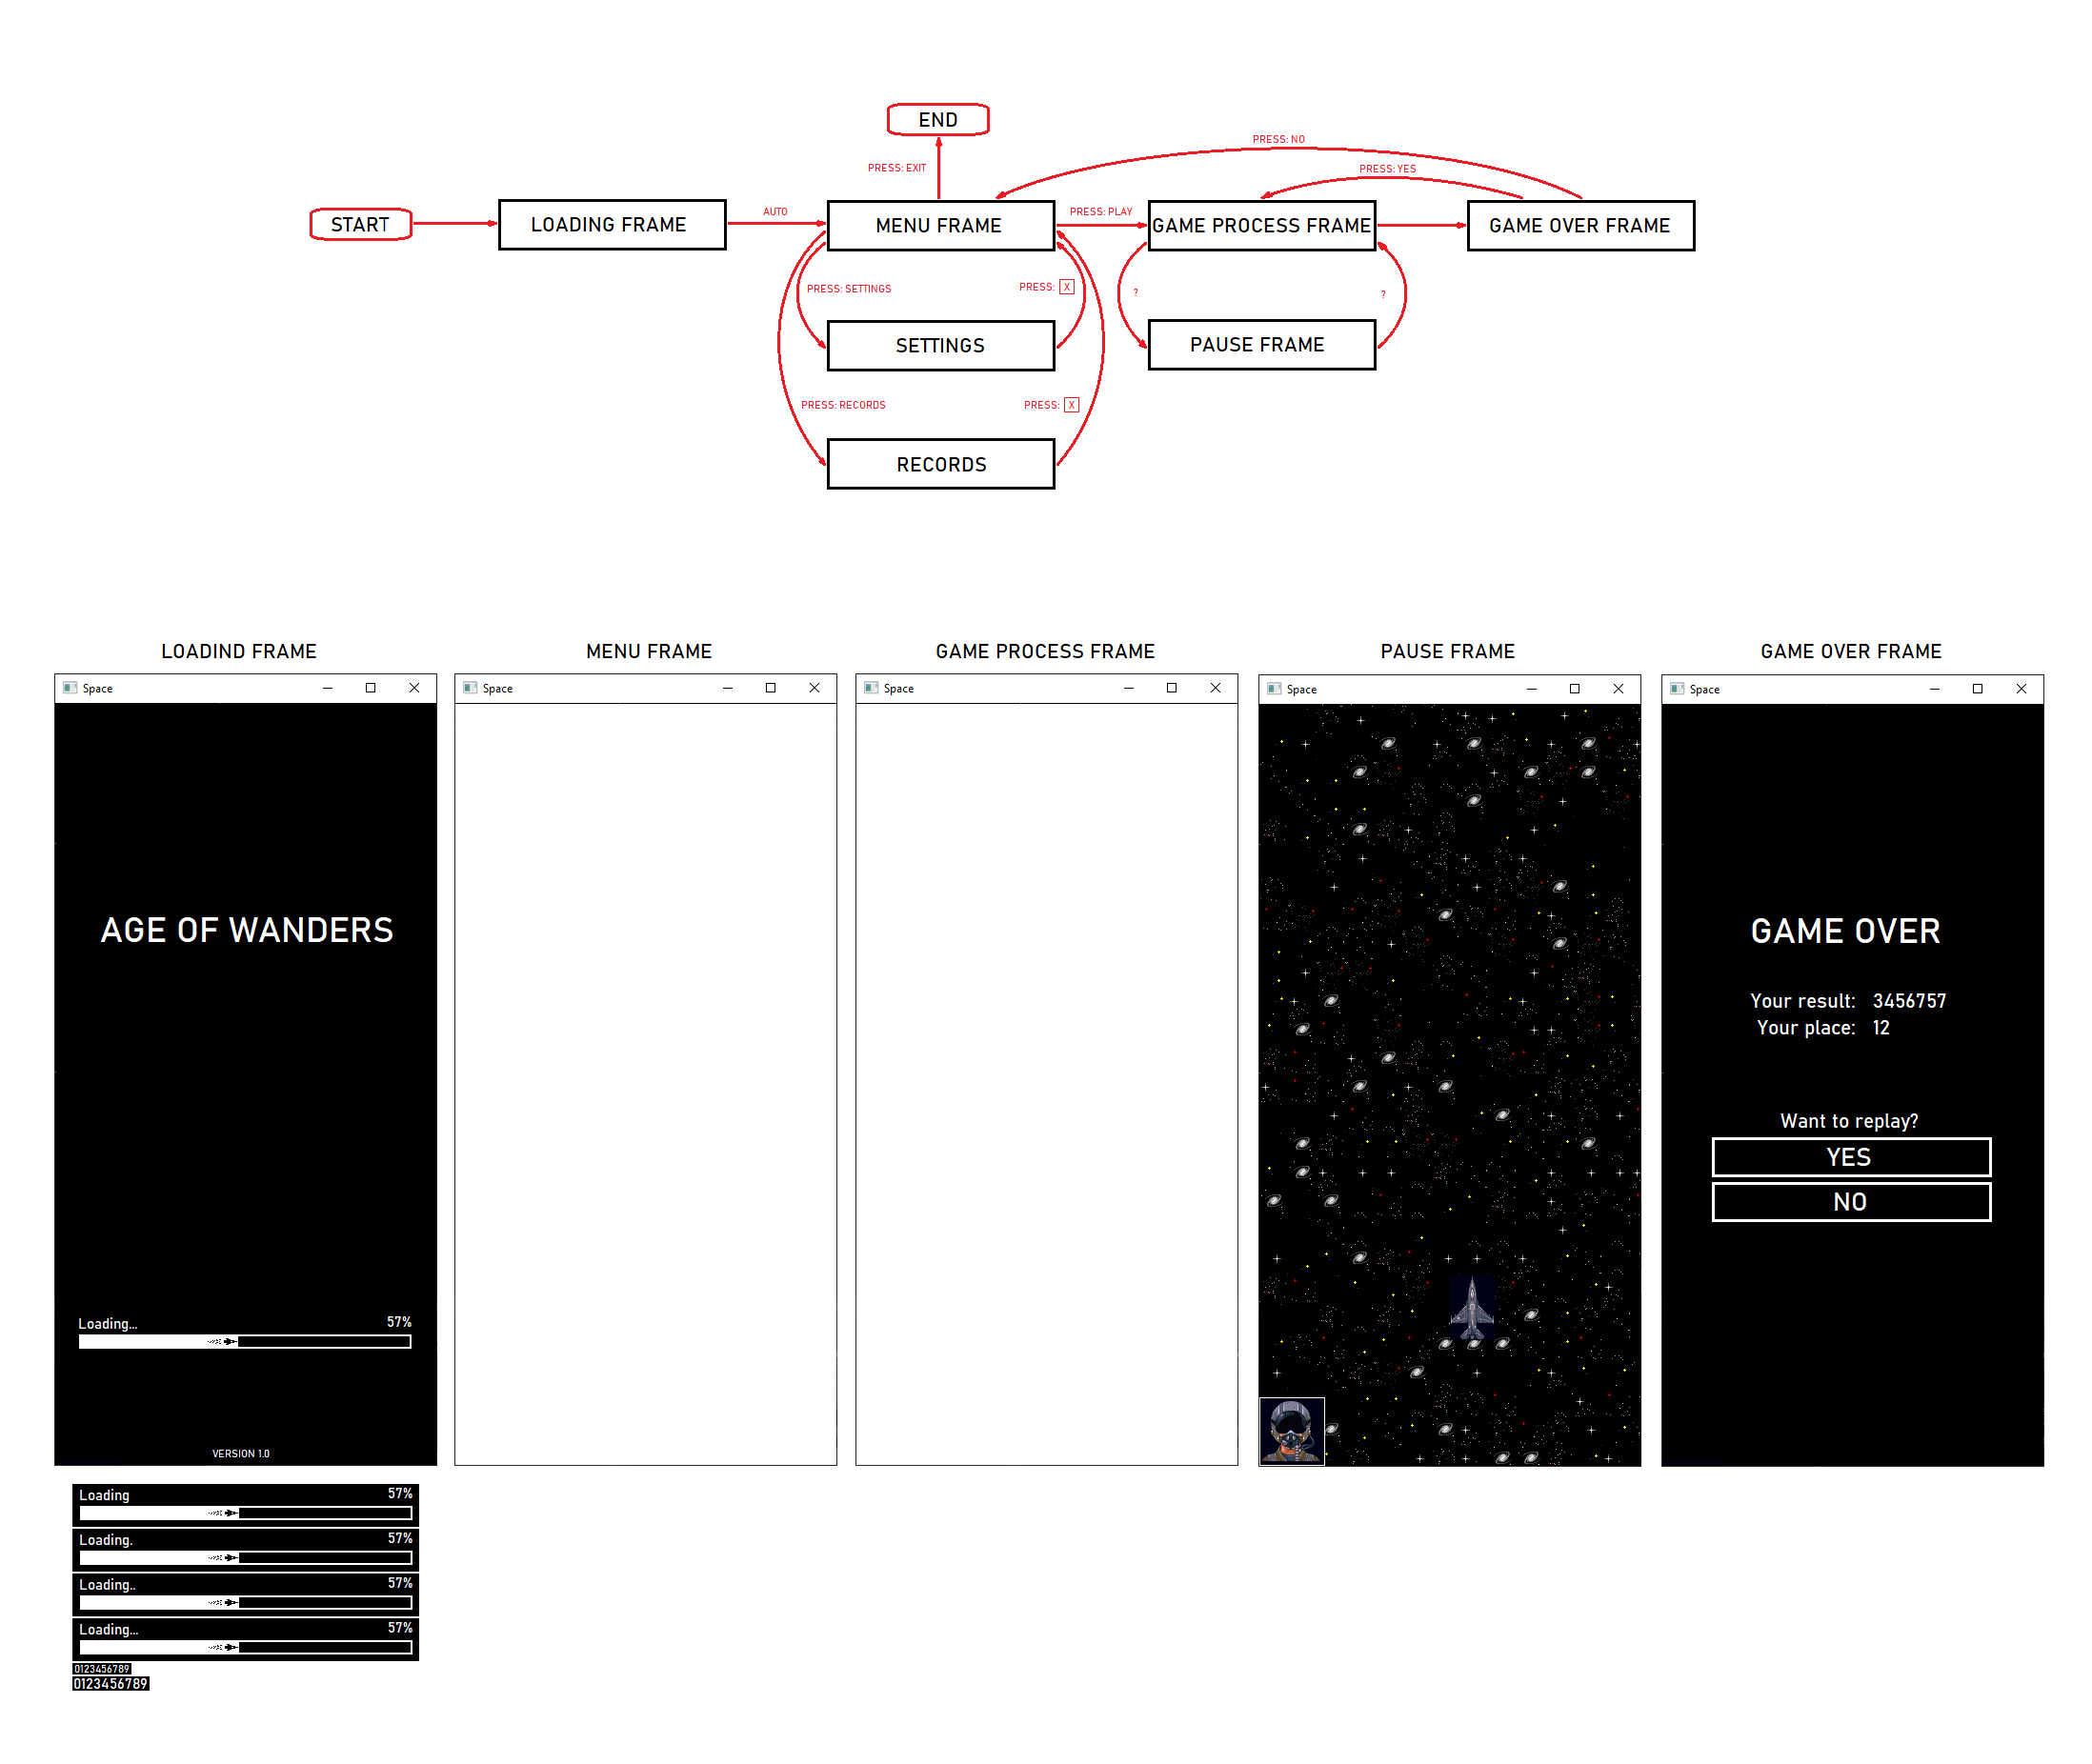 END
PRESS: NO
PRESS: EXIT
PRESS: YES
START
LOADING FRAME
AUTO
MENU FRAME
PRESS: PLAY
GAME PROCESS FRAME
GAME OVER FRAME
PRESS: SETTINGS
PRESS: X
?
?
SETTINGS
PAUSE FRAME
PRESS: RECORDS
PRESS: X
RECORDS
LOADIND FRAME
MENU FRAME
GAME PROCESS FRAME
PAUSE FRAME
GAME OVER FRAME
Space
Space
Space
Space
Space
AGE OF WANDERS
Loading...
57%
VERSION 1.0
GAME OVER
Your result: 3456757
Your place: 12
Want to replay?
YES
NO
Loading
57%
Loading.
57%
Loading..
57%
Loading...
57%
0123456789
0123456789